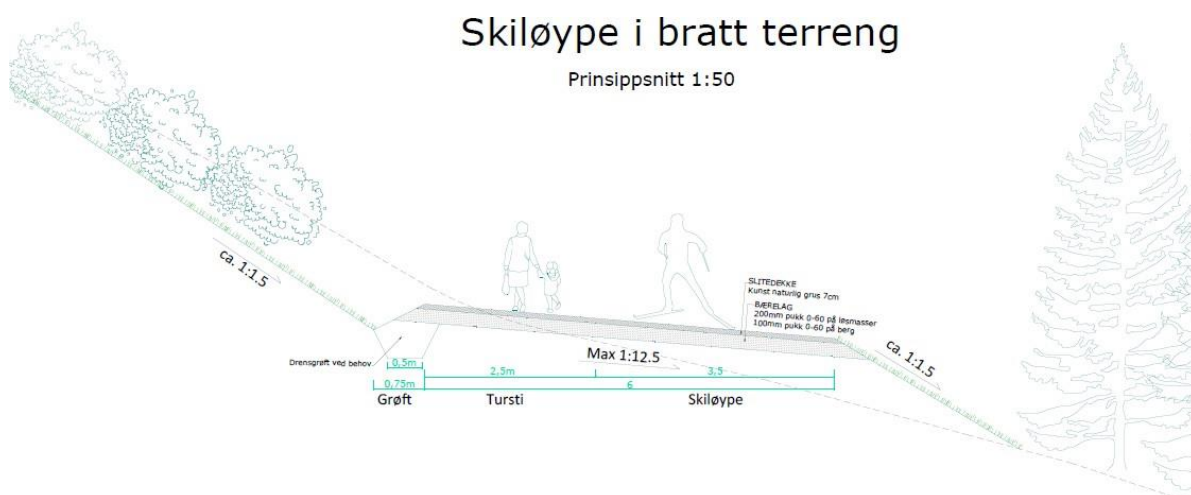 Skiløype i bratt terreng
Prinsippsnitt 1:50
ca. 1:1.5
SLITEDEKKE
Kunst naturlig grus 7cm
BÆRELAG
200mm pukk 0-60 på løsmasser
100mm pukk 0-60 på berg
ca. 1:1.5
Drensgrøft ved behov
Max 1:12.5
0,5m
2,5m
3,5
0,75m
6
Grøft
Tursti
Skiløype